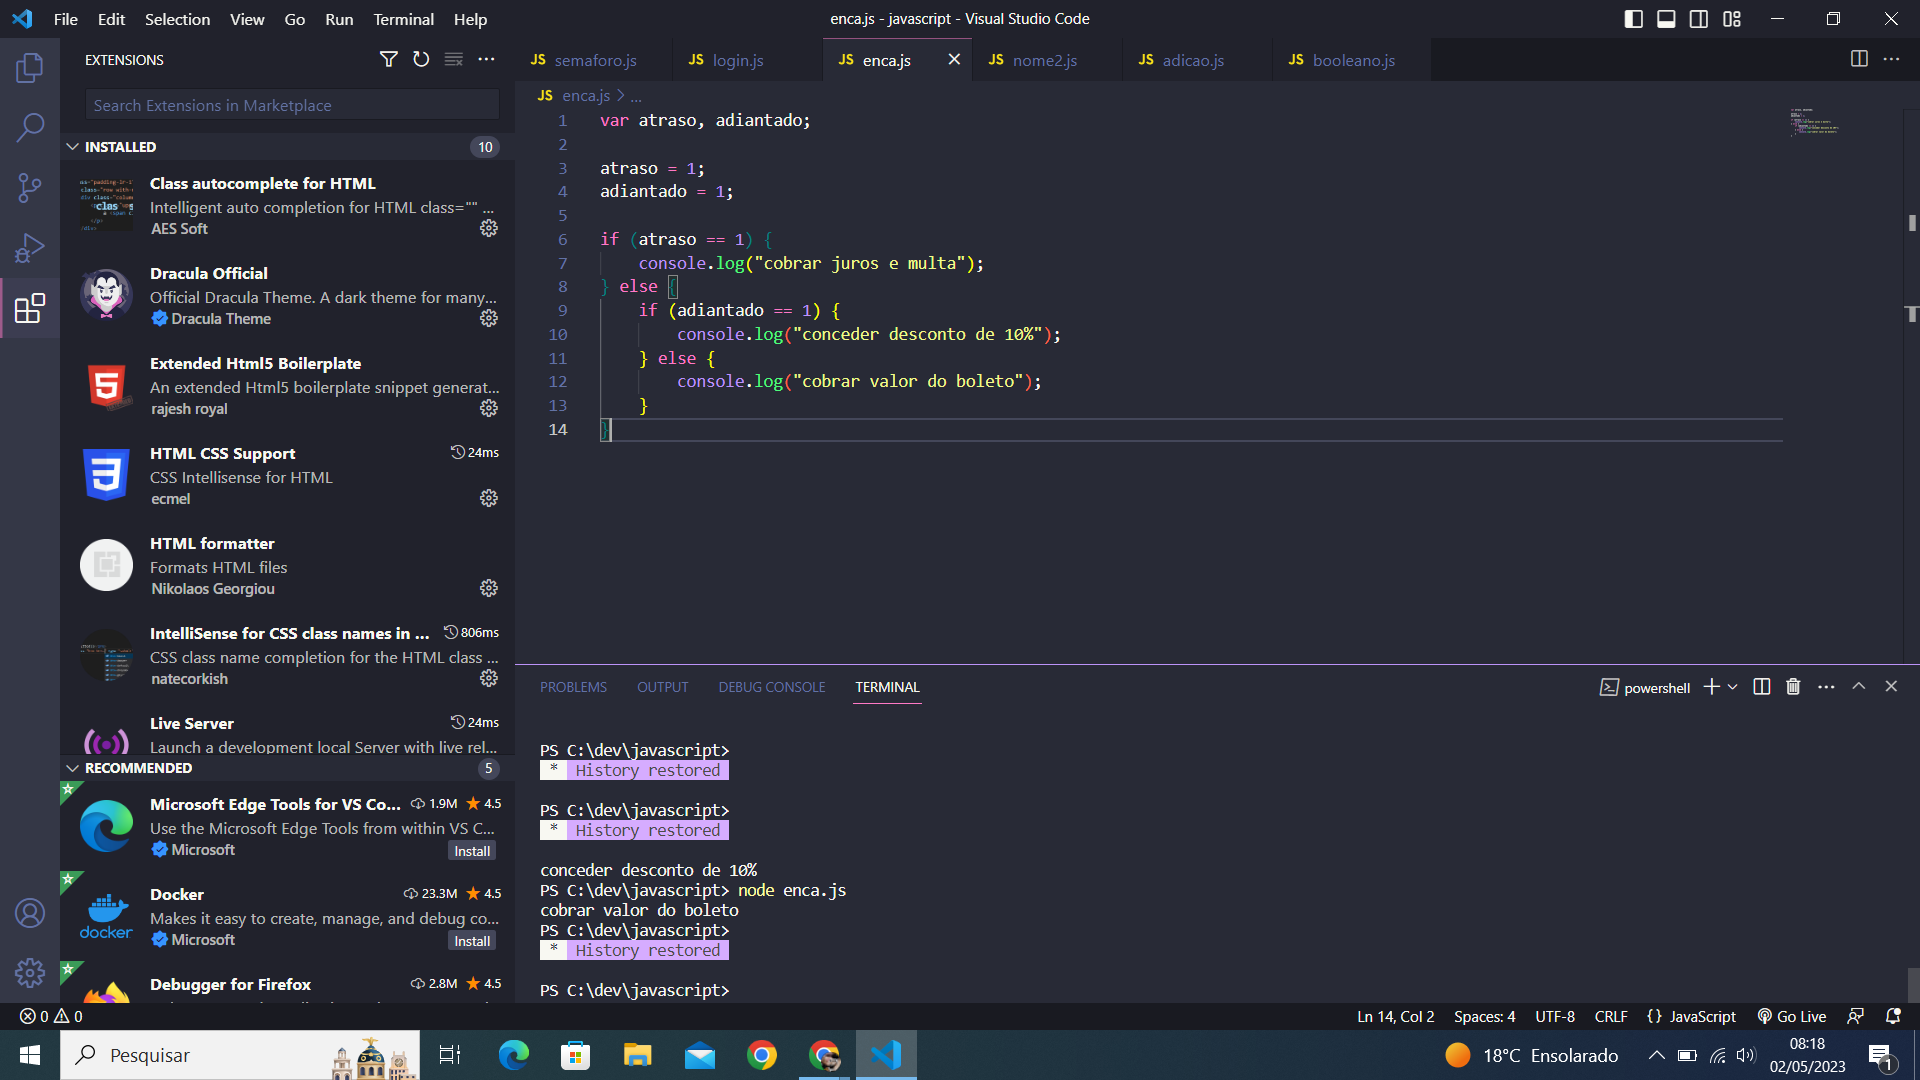 File Edit Selection View Go Run Terminal Help
enca.js - javascript - Visual Studio Code
EXTENSIONS
Search Extensions in Marketplace
INSTALLED 10
Class autocomplete for HTML
Intelligent auto completion for HTML class="" ...
AES Soft
Dracula Official
Official Dracula Theme. A dark theme for many...
Dracula Theme
Extended Html5 Boilerplate
An extended Html5 boilerplate snippet generat...
rajesh royal
HTML CSS Support 24ms
CSS Intellisense for HTML
ecmel
HTML formatter
Formats HTML files
Nikolaos Georgiou
IntelliSense for CSS class names in ... 806ms
CSS class name completion for the HTML class ...
natecorkish
Live Server 24ms
Launch a development local Server with live rel...
RECOMMENDED 5
Microsoft Edge Tools for VS Co... 1.9M 4.5
Use the Microsoft Edge Tools from within VS C...
Microsoft Install
Docker 23.3M 4.5
Makes it easy to create, manage, and debug co...
Microsoft Install
docker
Debugger for Firefox 2.8M 4.5
JS semaforo.js JS login.js JS enca.js JS nome2.js JS adicao.js JS booleano.js
JS enca.js > ...
1 var atraso, adiantado;
2
3 atraso = 1;
4 adiantado = 1;
5
6 if (atraso == 1) {
7 console.log("cobrar juros e multa");
8 } else {
9 if (adiantado == 1) {
10 console.log("conceder desconto de 10%");
11 } else {
12 console.log("cobrar valor do boleto");
13 }
14 }
PROBLEMS OUTPUT DEBUG CONSOLE TERMINAL
powershell
PS C:\dev\javascript>
* History restored
PS C:\dev\javascript>
* History restored
conceder desconto de 10%
PS C:\dev\javascript> node enca.js
cobrar valor do boleto
PS C:\dev\javascript>
* History restored
PS C:\dev\javascript>
0 0
Ln 14, Col 2 Spaces: 4 UTF-8 CRLF {} JavaScript Go Live
Pesquisar
18°C Ensolarado
08:18
02/05/2023
1